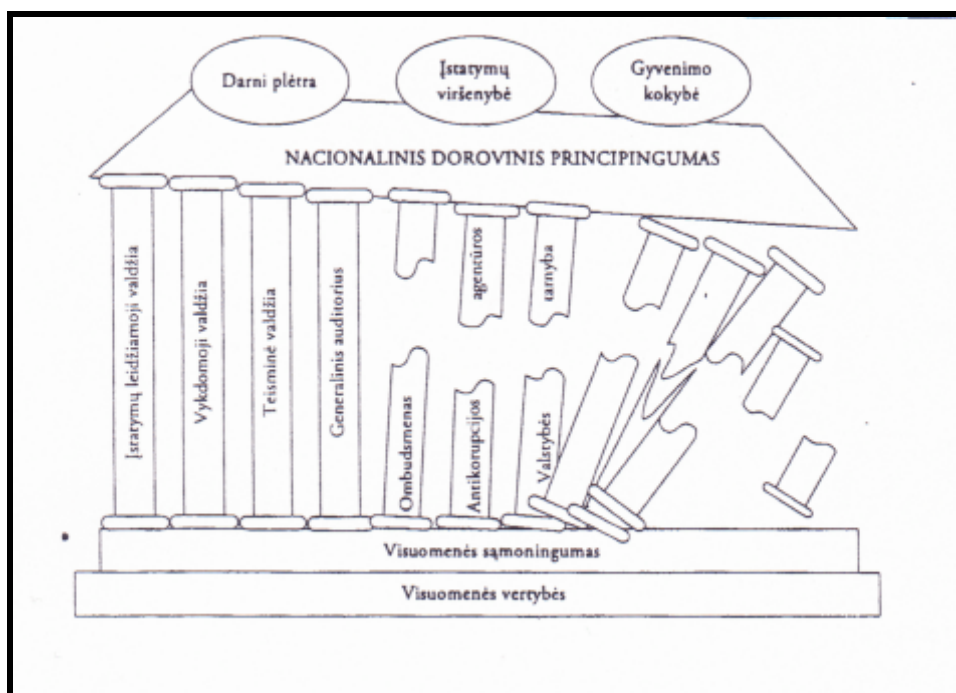 Darni plėtra
Įstatymų
viršenybė
Gyvenimo
kokybė
NACIONALINIS DOROVINIS PRINCIPINGUMAS
Įstatymų leidžiamoji valdžia
Vykdomoji valdžia
Teisminė valdžia
Generalinis auditorius
Ombudsmenas
Antikorupcijos
agentūros
Valstybės
tarnyba
Visuomenės sąmoningumas
Visuomenės vertybės